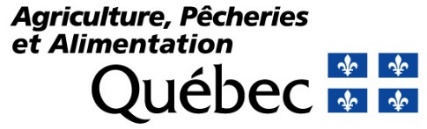 Agriculture, Pêcheries
et Alimentation
Québec